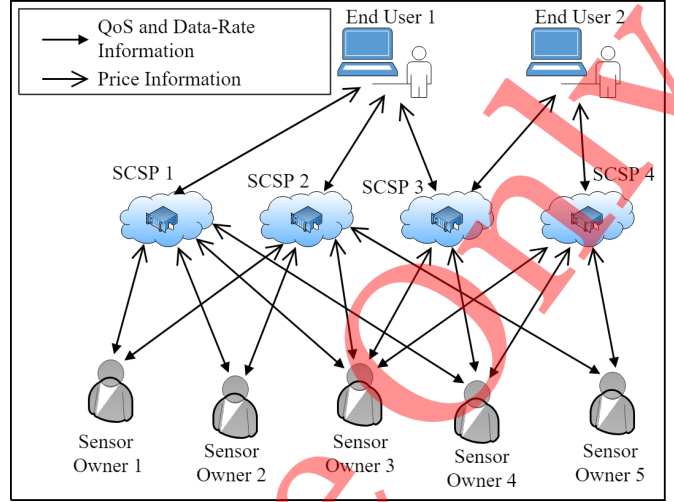 QoS and Data-Rate
Information
Price Information
End User 1
End User 2
SCSP 1
SCSP 2
SCSP 3
SCSP 4
Sensor
Owner 1
Sensor
Owner 2
Sensor
Owner 3
Sensor
Owner 4
Sensor
Owner 5
e Only